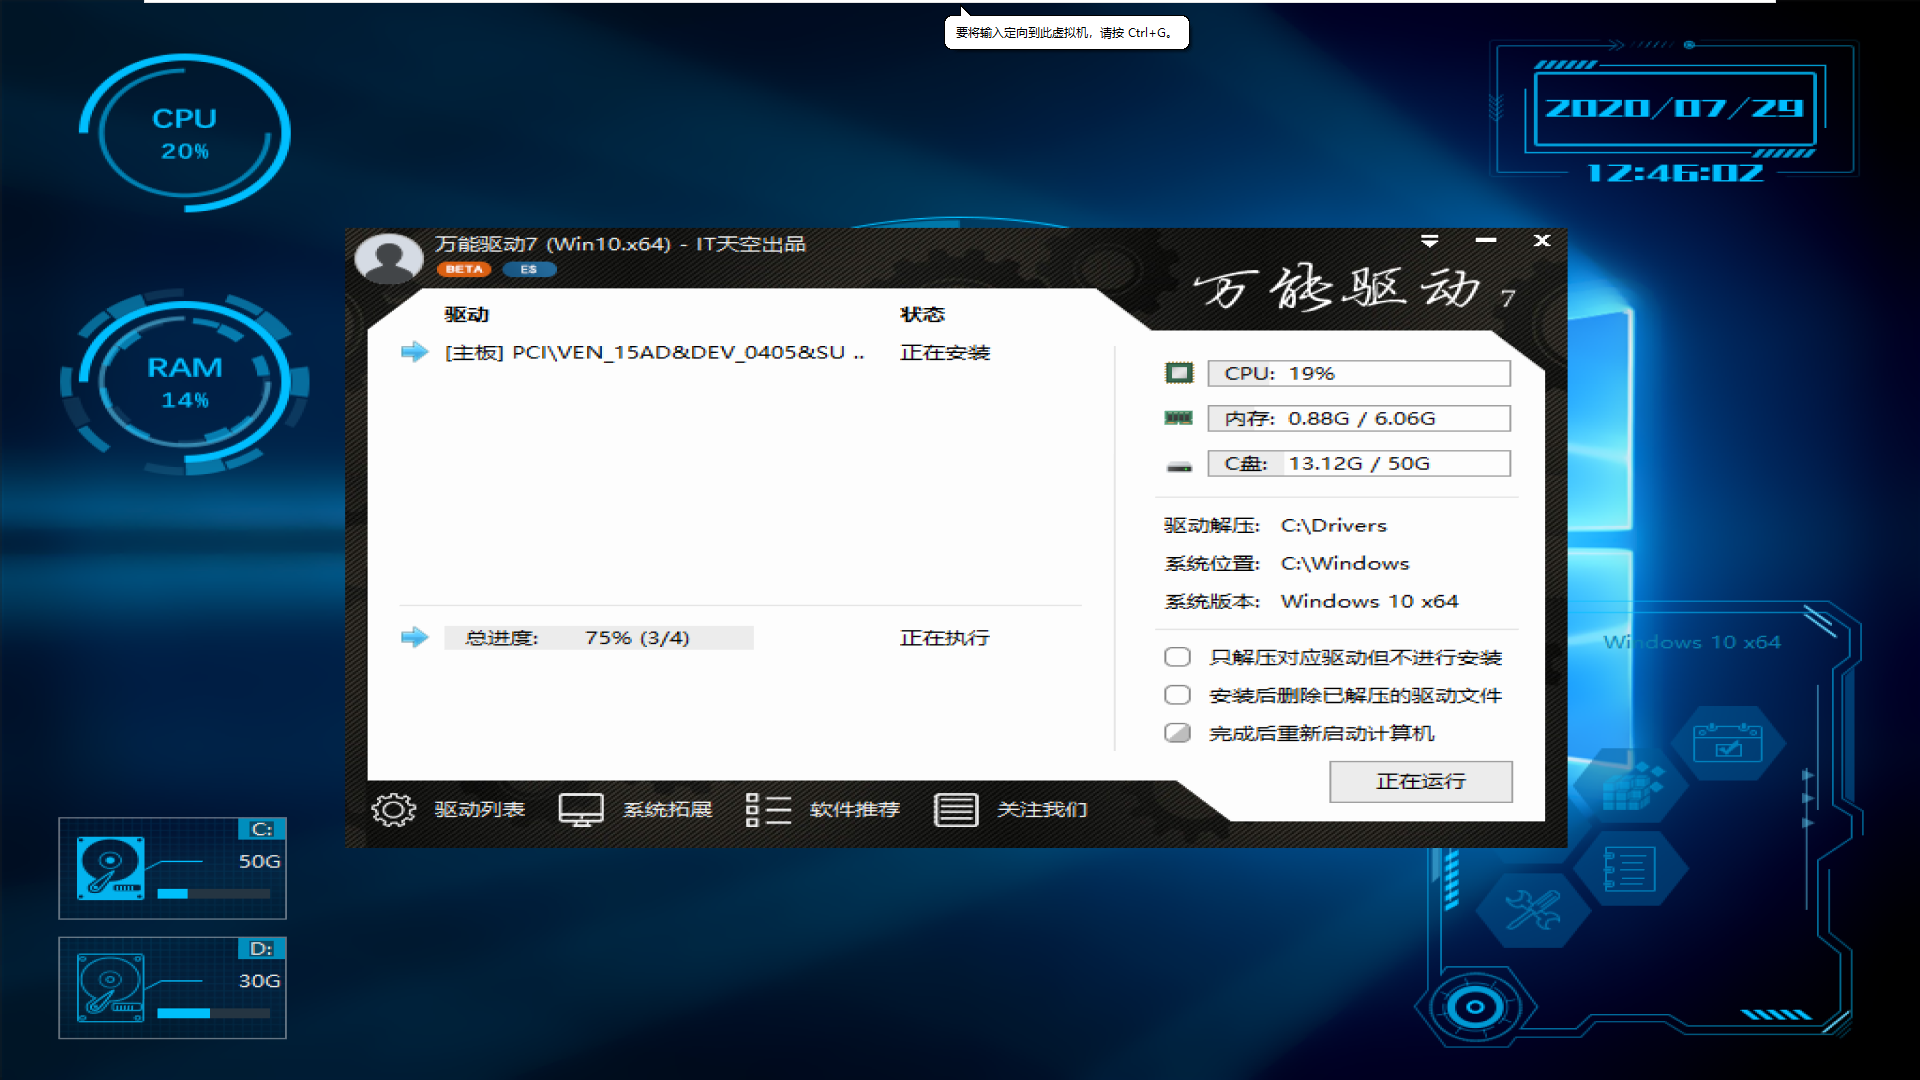 要将输入定向到此虚拟机，请按 Ctrl+G。
CPU
20%
2020/07/29
12:46:02
RAM
14%
万能驱动7 (Win10.x64) - IT天空出品
BETA
ES
万能驱动 7
驱动
状态
[主板] PCI\VEN_15AD&DEV_0405&SU ..
正在安装
CPU: 19%
内存: 0.88G / 6.06G
C盘: 13.12G / 50G
驱动解压: C:\Drivers
系统位置: C:\Windows
系统版本: Windows 10 x64
总进度: 75% (3/4)
正在执行
只解压对应驱动但不进行安装
安装后删除已解压的驱动文件
完成后重新启动计算机
正在运行
驱动列表
系统拓展
软件推荐
关注我们
Windows 10 x64
C:
50G
D:
30G